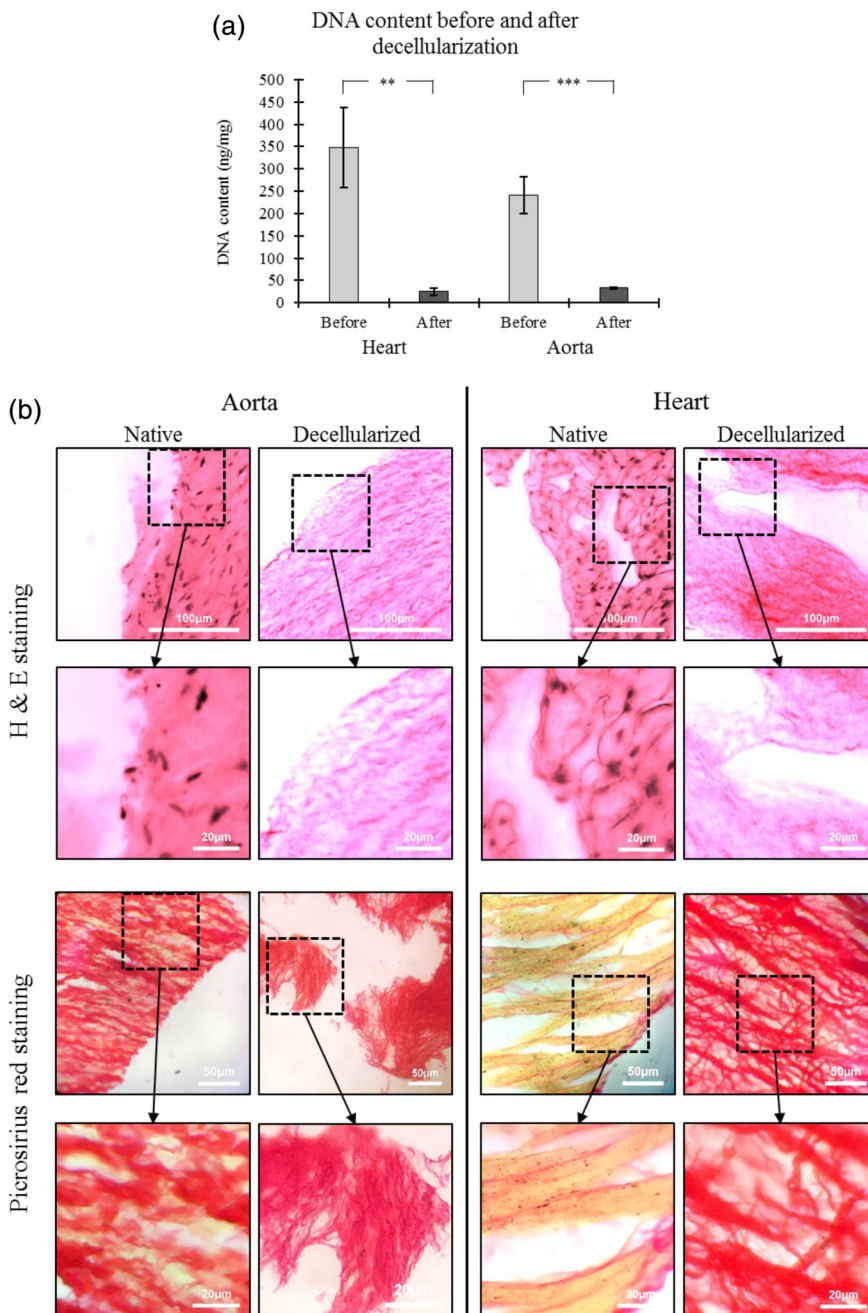 (a)
DNA content before and after
decellularization
500
450
400
350
300
250
200
150
100
50
0
DNA content (ng/mg)
**
***
Before After Before After
Heart Aorta
(b)
Aorta Heart
Native Decellularized Native Decellularized
H & E staining
100μm 100μm 100μm 100μm
20μm 20μm 20μm 20μm
Picrosirius red staining
50μm 50μm 50μm 50μm
20μm 20μm 20μm 20μm